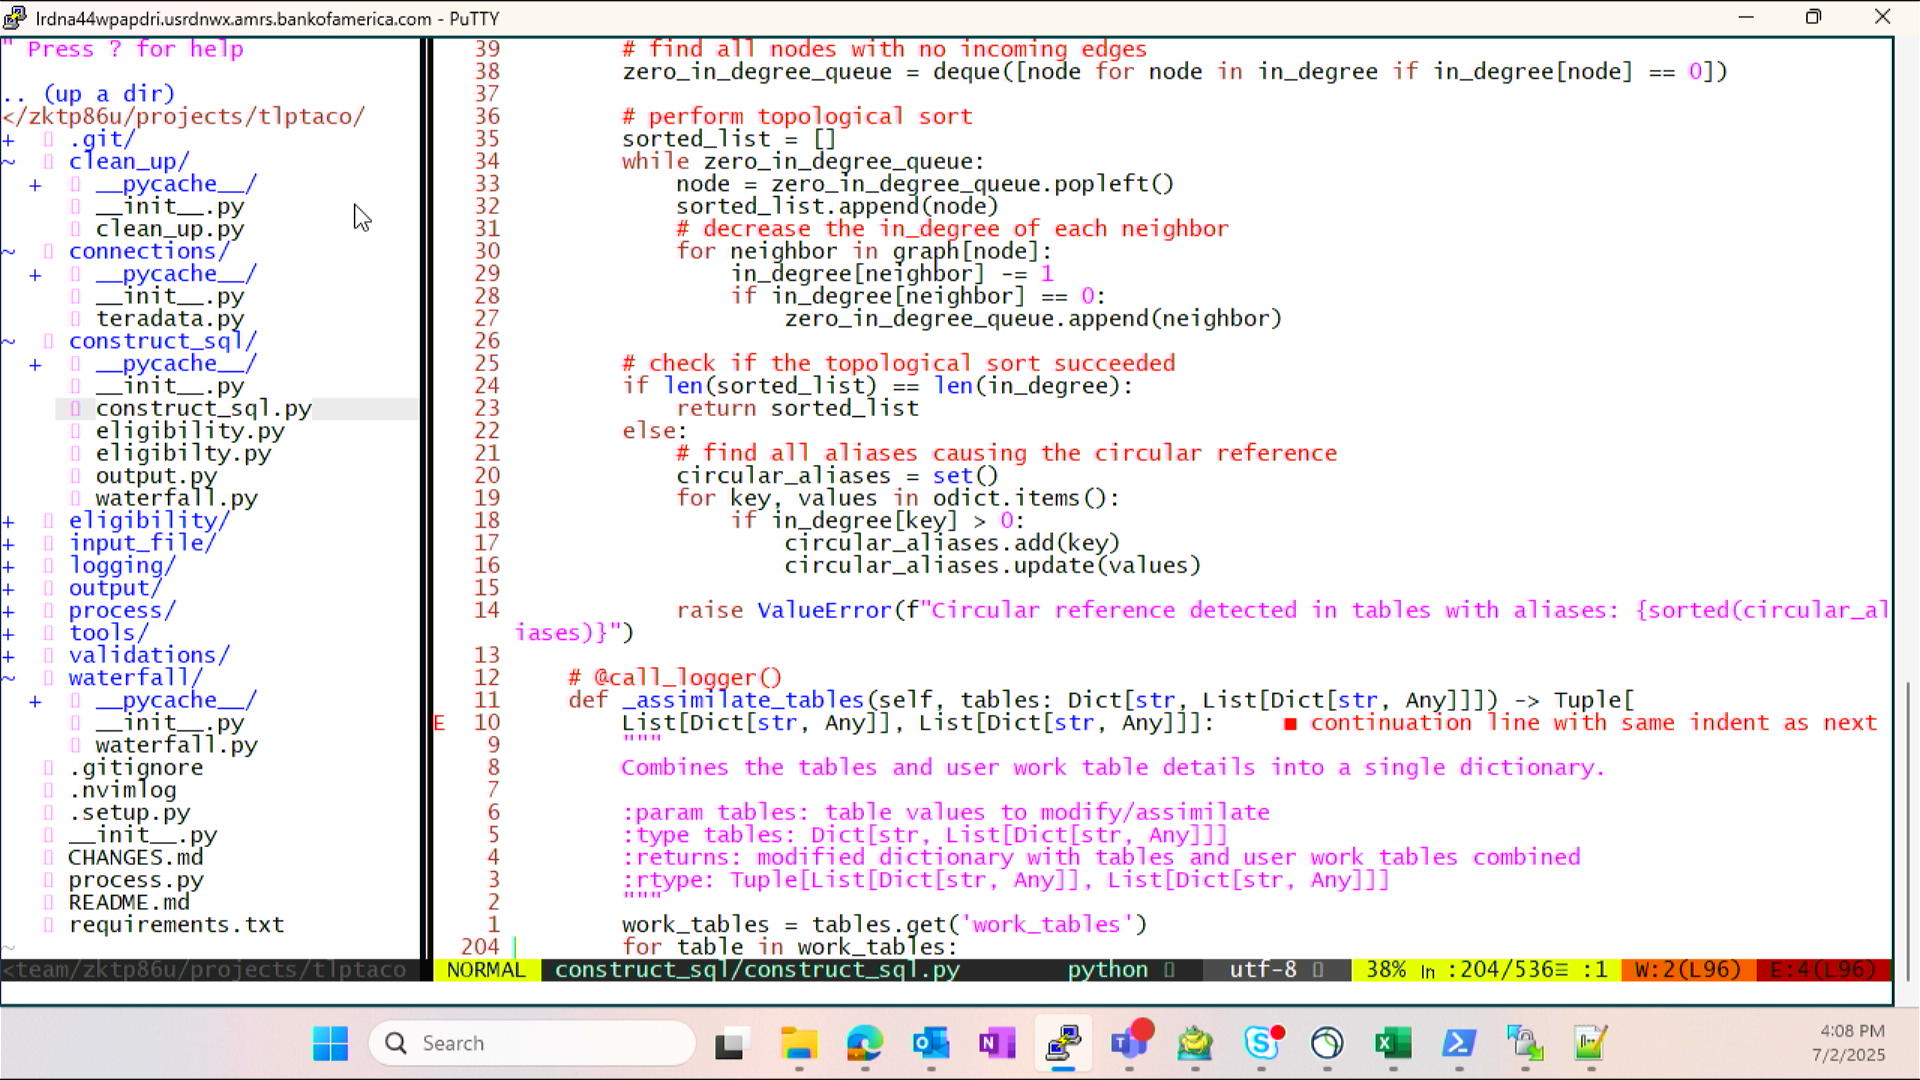 lrdna44wpapdri.usrdnwx.amrs.bankofamerica.com - PuTTY
" Press ? for help
.. (up a dir)
</zktp86u/projects/tlptaco/
+ .git/
~ clean_up/
+ __pycache__/
__init__.py
clean_up.py
~ connections/
+ __pycache__/
__init__.py
teradata.py
~ construct_sql/
+ __pycache__/
__init__.py
construct_sql.py
eligibility.py
eligibilty.py
output.py
waterfall.py
+ eligibility/
+ input_file/
+ logging/
+ output/
+ process/
+ tools/
+ validations/
~ waterfall/
+ __pycache__/
__init__.py
waterfall.py
.gitignore
.nvimlog
.setup.py
__init__.py
CHANGES.md
process.py
README.md
requirements.txt
~
<team/zktp86u/projects/tlptaco
39 # find all nodes with no incoming edges
38 zero_in_degree_queue = deque([node for node in in_degree if in_degree[node] == 0])
37
36 # perform topological sort
35 sorted_list = []
34 while zero_in_degree_queue:
33 node = zero_in_degree_queue.popleft()
32 sorted_list.append(node)
31 # decrease the in_degree of each neighbor
30 for neighbor in graph[node]:
29 in_degree[neighbor] -= 1
28 if in_degree[neighbor] == 0:
27 zero_in_degree_queue.append(neighbor)
26
25 # check if the topological sort succeeded
24 if len(sorted_list) == len(in_degree):
23 return sorted_list
22 else:
21 # find all aliases causing the circular reference
20 circular_aliases = set()
19 for key, values in odict.items():
18 if in_degree[key] > 0:
17 circular_aliases.add(key)
16 circular_aliases.update(values)
15
14 raise ValueError(f"Circular reference detected in tables with aliases: {sorted(circular_al
iases)}")
13
12 # @call_logger()
11 def _assimilate_tables(self, tables: Dict[str, List[Dict[str, Any]]]) -> Tuple[
E 10 List[Dict[str, Any]], List[Dict[str, Any]]]: ■ continuation line with same indent as next
9 """
8 Combines the tables and user work table details into a single dictionary.
7
6 :param tables: table values to modify/assimilate
5 :type tables: Dict[str, List[Dict[str, Any]]]
4 :returns: modified dictionary with tables and user work tables combined
3 :rtype: Tuple[List[Dict[str, Any]], List[Dict[str, Any]]]
2 """
1 work_tables = tables.get('work_tables')
204 for table in work_tables:
NORMAL construct_sql/construct_sql.py python utf-8 38% ln :204/536≡ :1 W:2(L96) E:4(L96)
Search
4:08 PM
7/2/2025